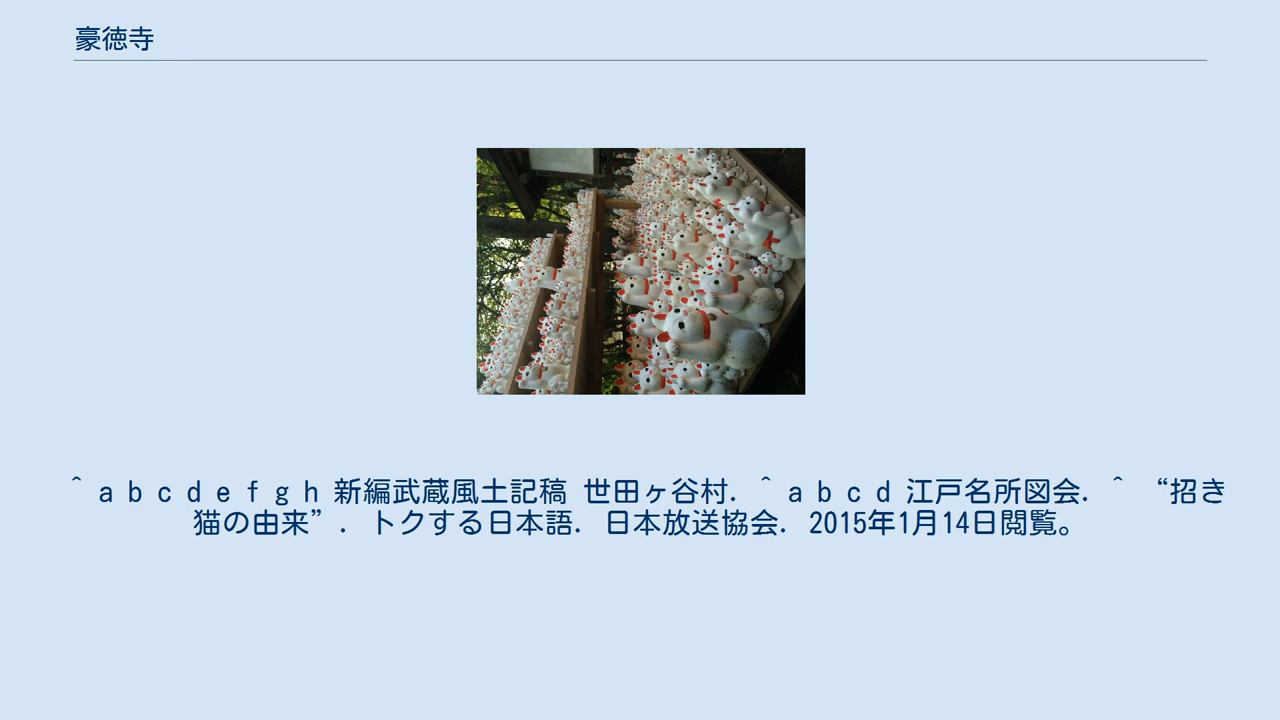 豪徳寺
^ a b c d e f g h 新編武蔵風土記稿 世田ヶ谷村. ^ a b c d 江戸名所図会. ^ “招き
猫の由来”. トクする日本語. 日本放送協会. 2015年1月14日閲覧。